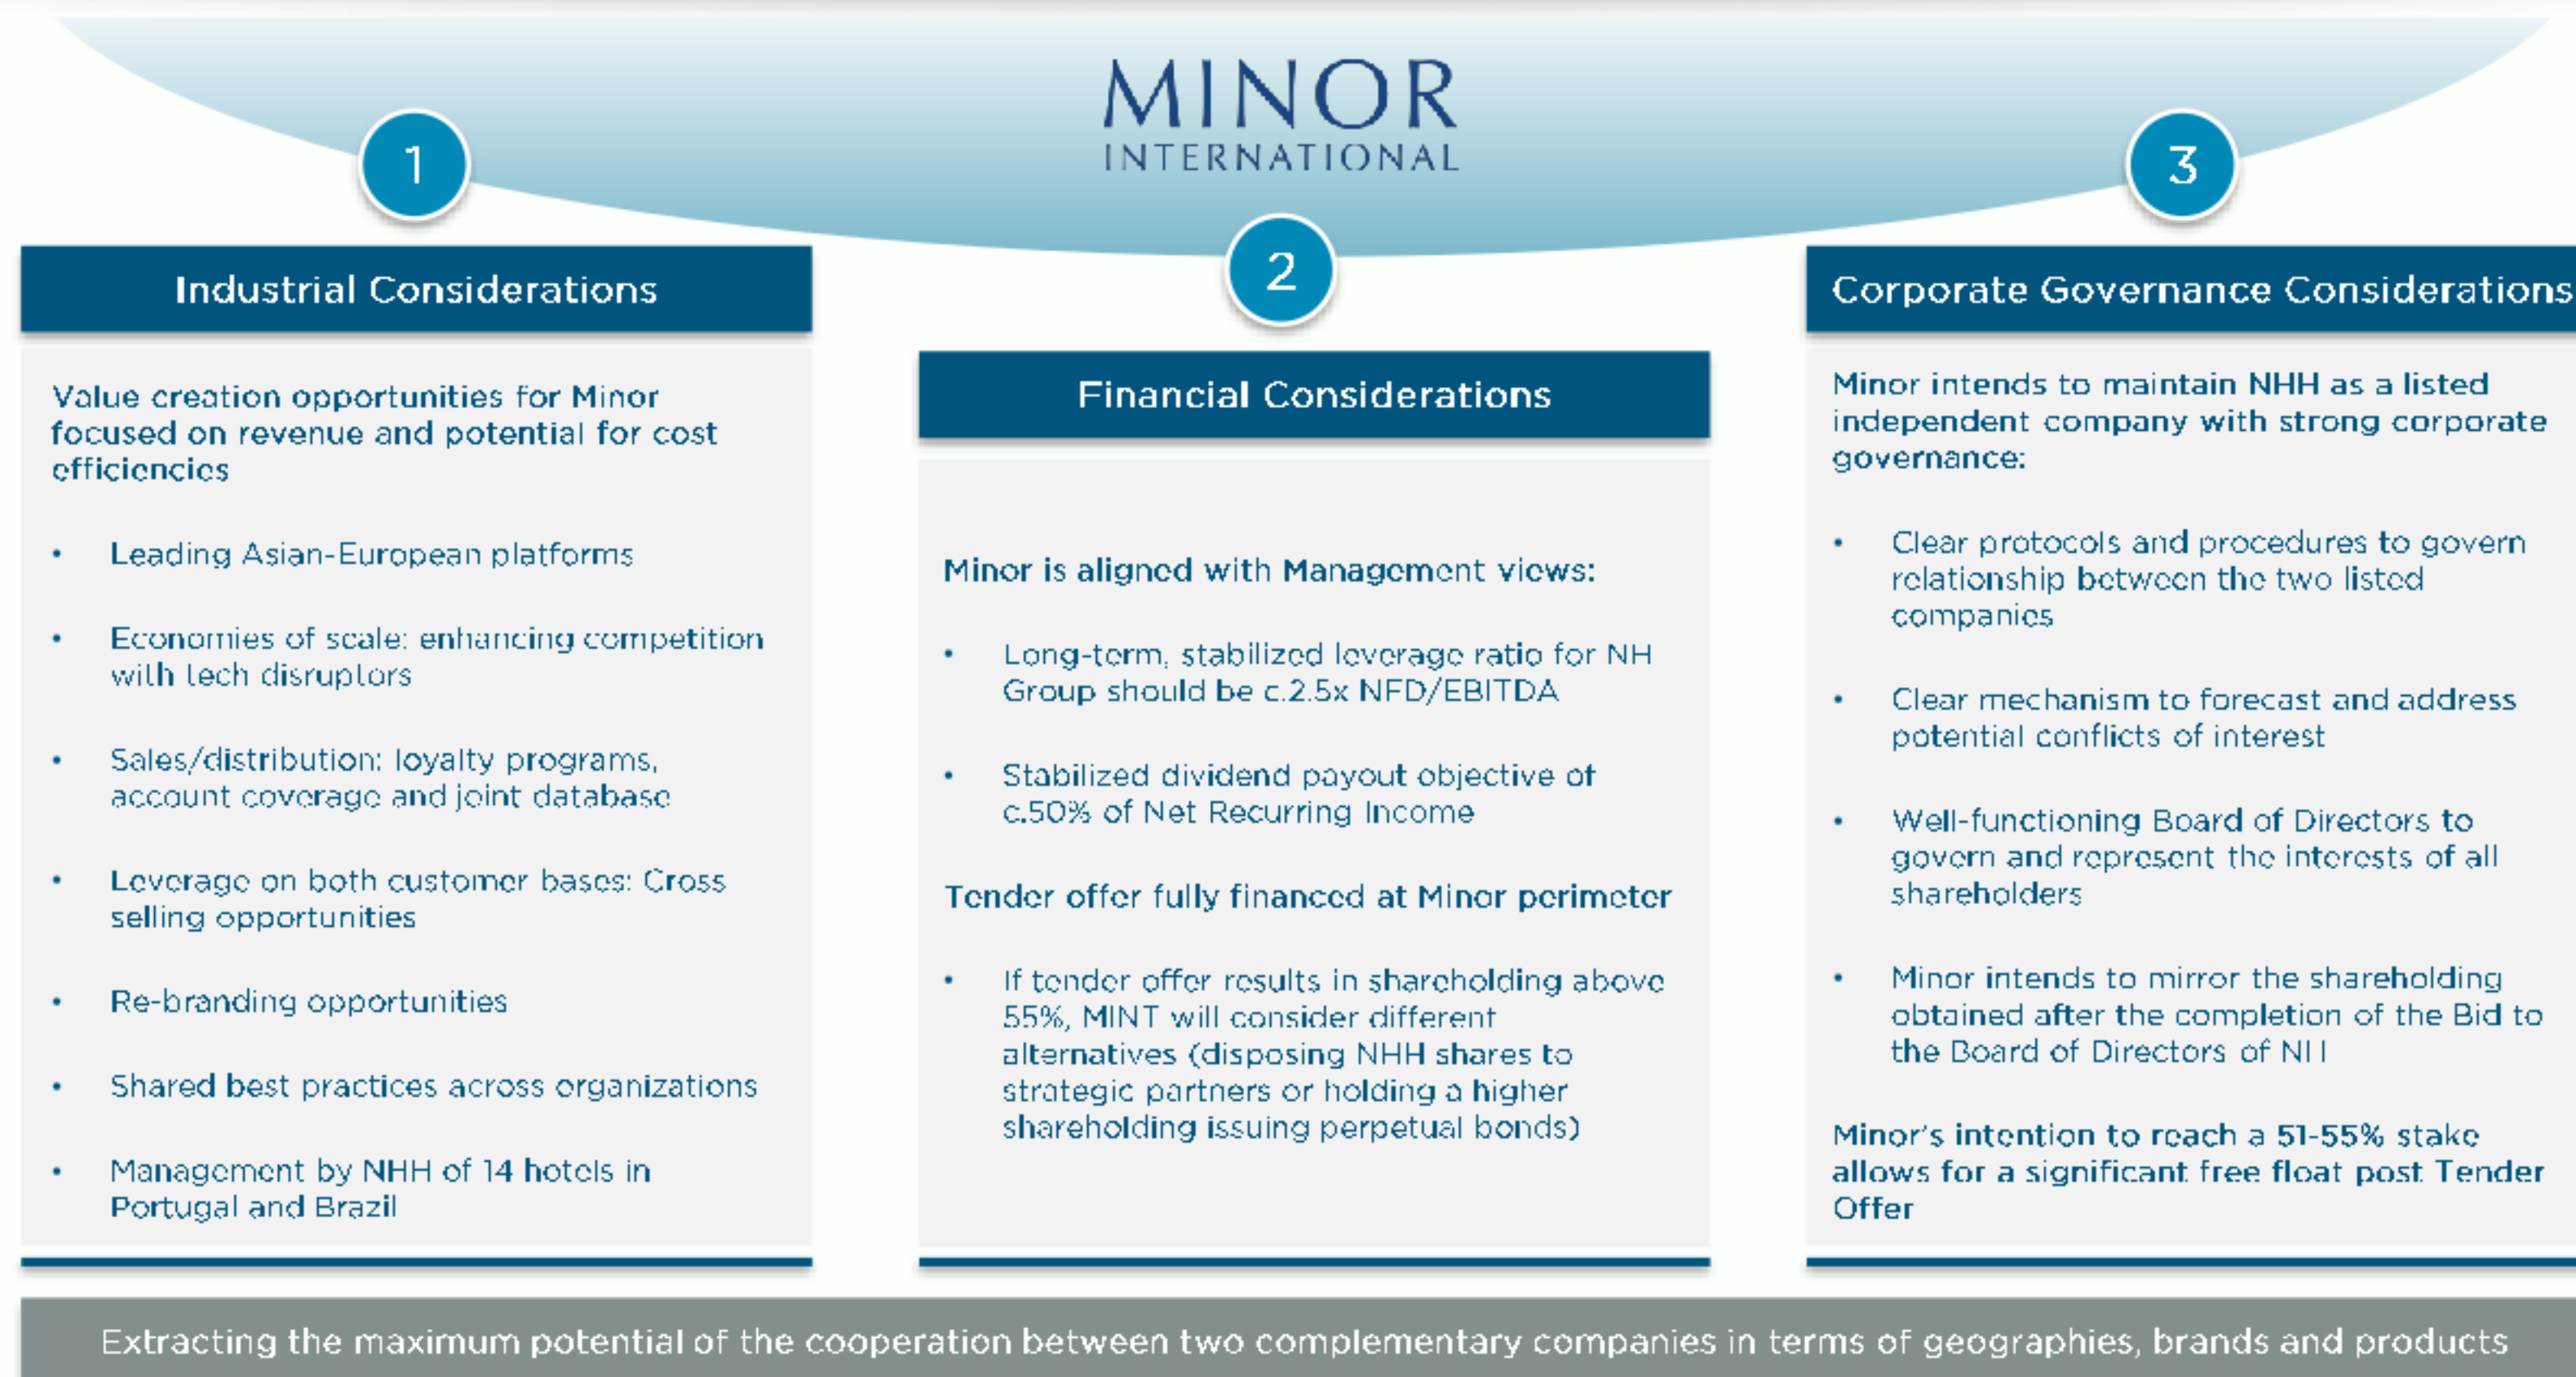 MINOR
INTERNATIONAL
1
Industrial Considerations
Value creation opportunities for Minor
focused on revenue and potential for cost
efficiencies
• Leading Asian-European platforms
• Economies of scale: enhancing competition
with tech disruptors
• Sales/distribution: loyalty programs,
account coverage and joint database
• Leverage on both customer bases: Cross
selling opportunities
• Re-branding opportunities
• Shared best practices across organizations
• Management by NHH of 14 hotels in
Portugal and Brazil
2
Financial Considerations
Minor is aligned with Management views:
• Long-term, stabilized leverage ratio for NH
Group should be c.2.5x NFD/EBITDA
• Stabilized dividend payout objective of
c.50% of Net Recurring Income
Tender offer fully financed at Minor perimeter
• If tender offer results in shareholding above
55%, MINT will consider different
alternatives (disposing NHH shares to
strategic partners or holding a higher
shareholding issuing perpetual bonds)
3
Corporate Governance Considerations
Minor intends to maintain NHH as a listed
independent company with strong corporate
governance:
• Clear protocols and procedures to govern
relationship between the two listed
companies
• Clear mechanism to forecast and address
potential conflicts of interest
• Well-functioning Board of Directors to
govern and represent the interests of all
shareholders
• Minor intends to mirror the shareholding
obtained after the completion of the Bid to
the Board of Directors of NH
Minor's intention to reach a 51-55% stake
allows for a significant free float post Tender
Offer
Extracting the maximum potential of the cooperation between two complementary companies in terms of geographies, brands and products